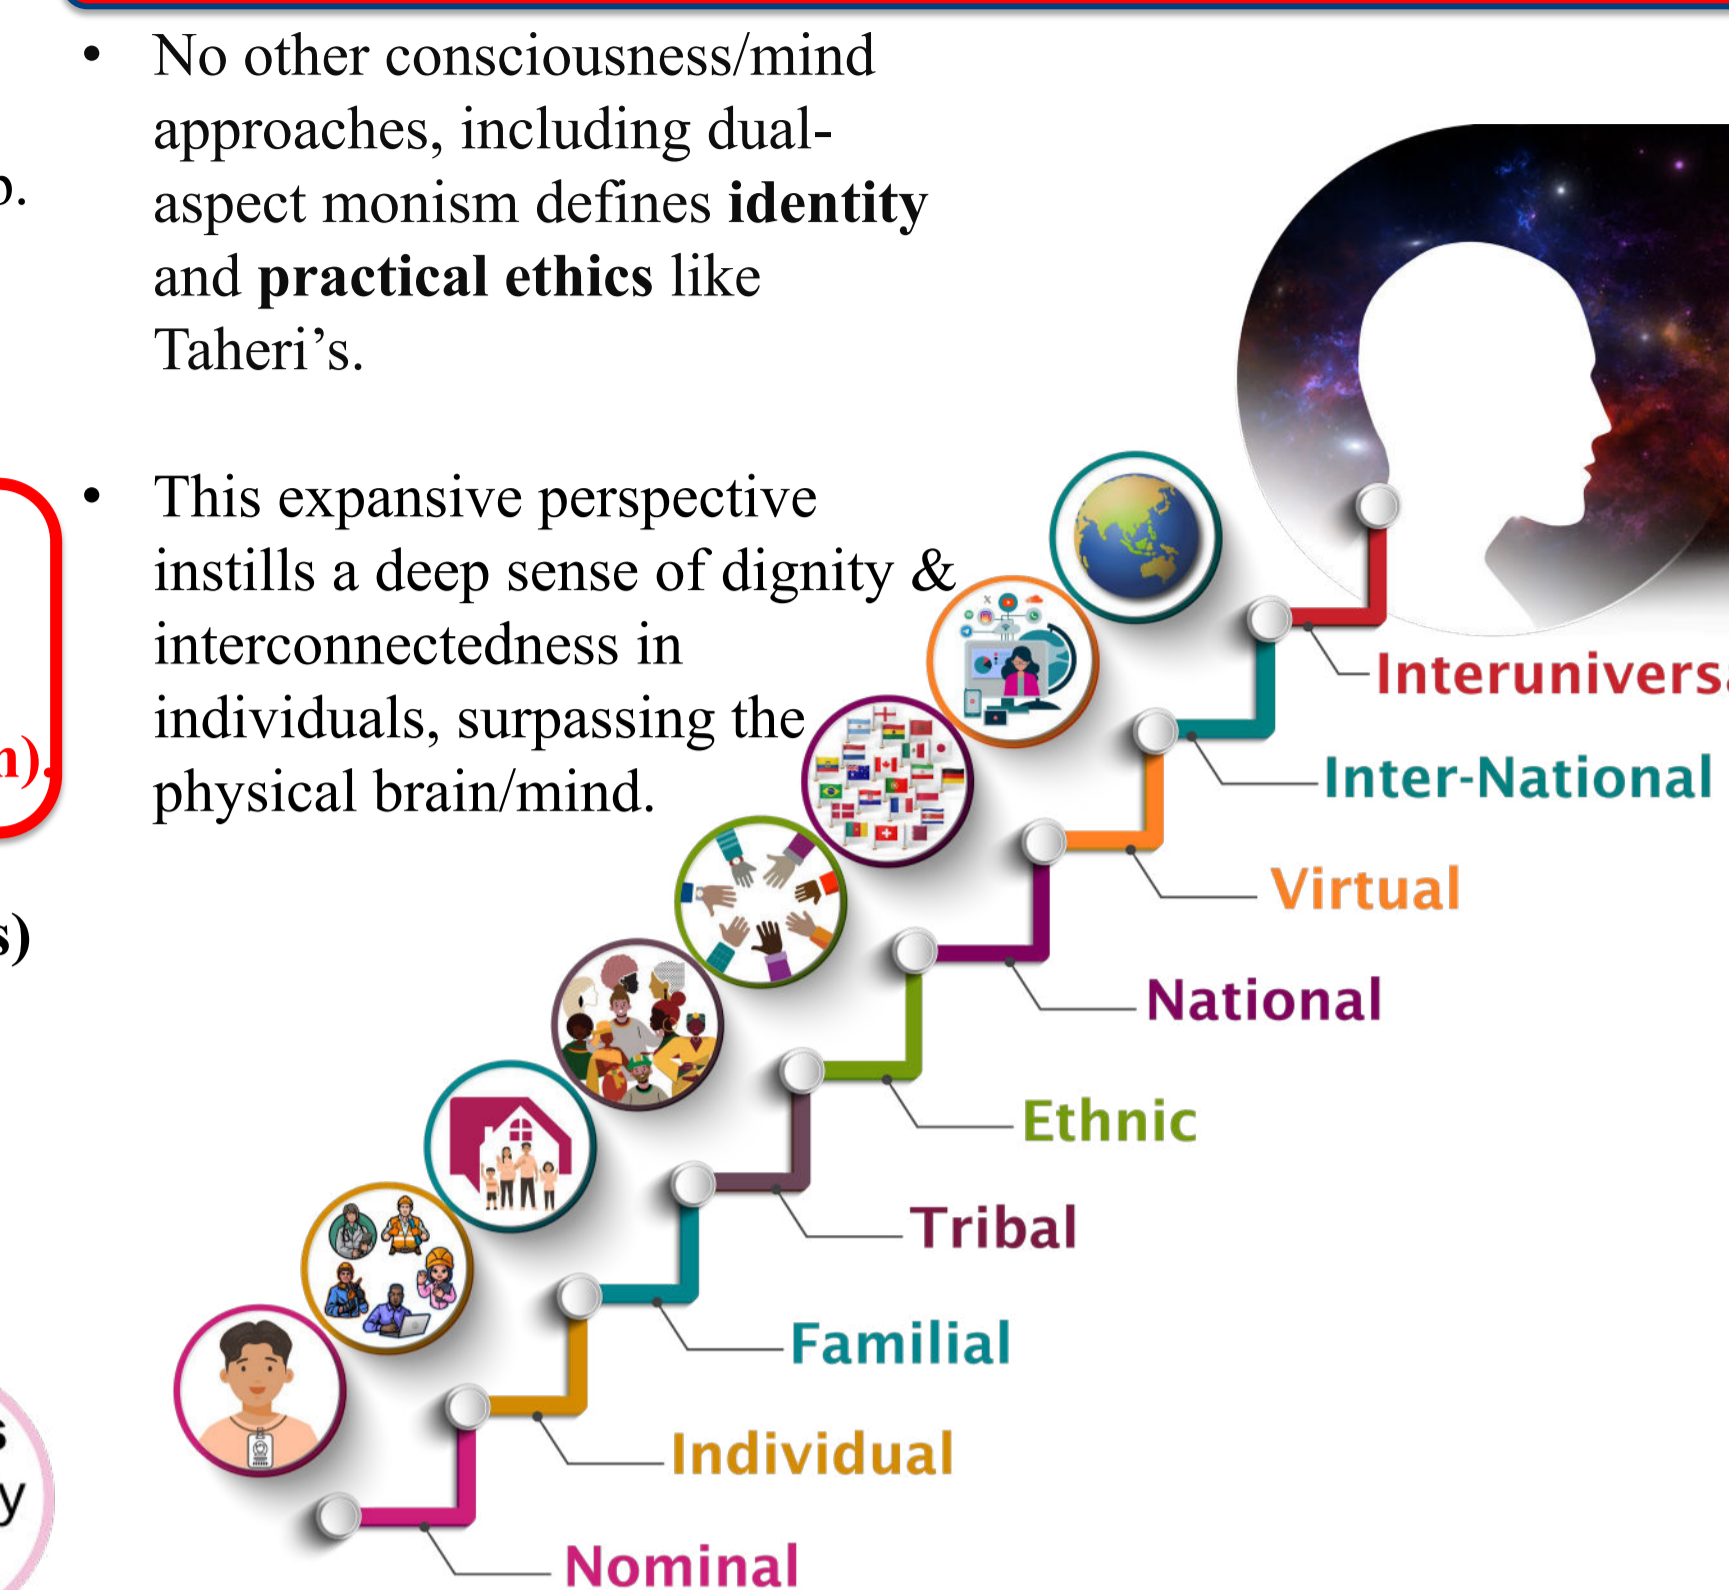 • No other consciousness/mind
approaches, including dual-
aspect monism defines identity
and practical ethics like
Taheri’s.
• This expansive perspective
instills a deep sense of dignity &
interconnectedness in
individuals, surpassing the
physical brain/mind.
Inter-National
Virtual
National
Ethnic
Tribal
Familial
Individual
Nominal